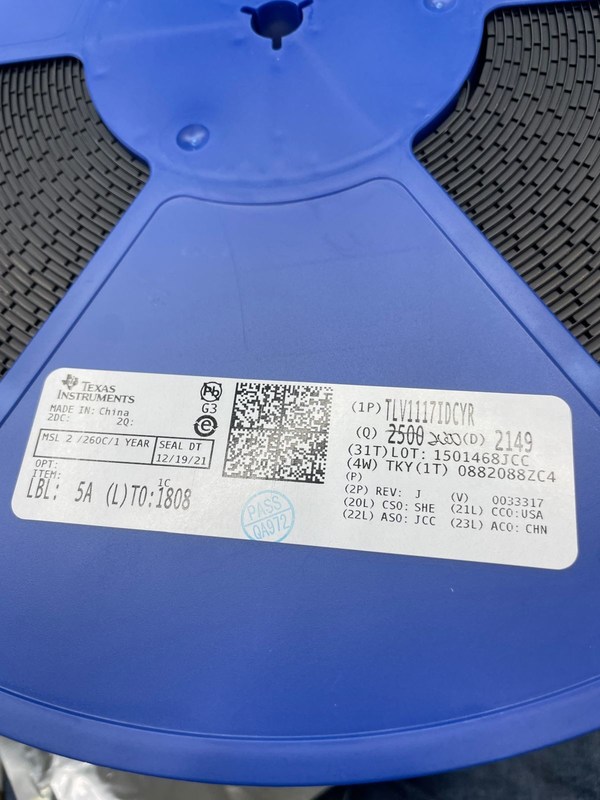 TEXAS
INSTRUMENTS
MADE IN: China
2DC: 2Q:
MSL 2 /260C/1 YEAR SEAL DT
12/19/21
OPT:
ITEM:
LBL: 5A (L)TO:1808
1C
Pb
G3
e
PASS
QA972
(1P) TLV1117IDCYR
(Q) 2500 (D) 2149
(31T)LOT: 1501468JCC
(4W) TKY(1T) 0882088ZC4
(P)
(2P) REV: J (V) 0033317
(20L) CSO: SHE (21L) CCO:USA
(22L) ASO: JCC (23L) ACO: CHN